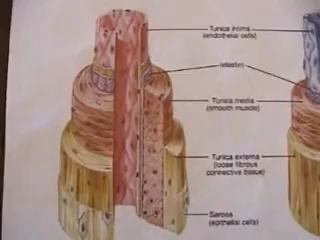 Tunica intima
(endothelial cells)
elastin
Tunica media
(smooth muscle)
Tunica externa
(loose fibrous
connective tissue)
Serosa
(epithelial cells)